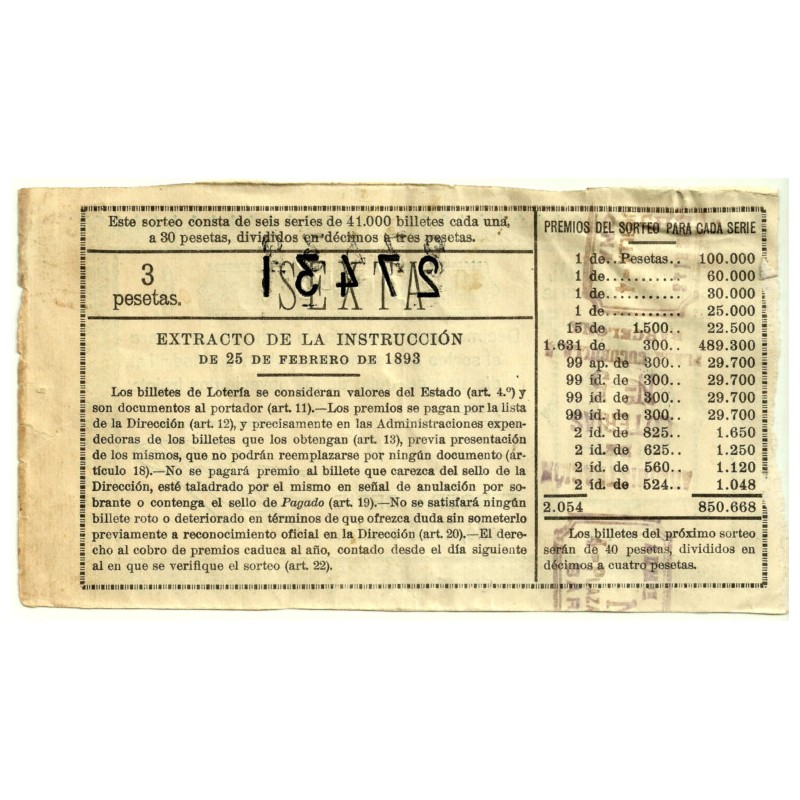 Este sorteo consta de seis series de 41.000 billetes cada una,
a 30 pesetas, divididos en décimos a tres pesetas.
3
pesetas.
SEXTA
27431
EXTRACTO DE LA INSTRUCCIÓN
DE 25 DE FEBRERO DE 1893
Los billetes de Lotería se consideran valores del Estado (art. 4.º) y
son documentos al portador (art. 11).—Los premios se pagan por la lista
de la Dirección (art. 12), y precisamente en las Administraciones expen-
dedoras de los billetes que los obtengan (art. 13), previa presentación
de los mismos, que no podrán reemplazarse por ningún documento (ar-
tículo 18).—No se pagará premio al billete que carezca del sello de la
Dirección, esté taladrado por el mismo en señal de anulación por so-
brante o contenga el sello de Pagado (art. 19).—No se satisfará ningún
billete roto o deteriorado en términos de que ofrezca duda sin someterlo
previamente a reconocimiento oficial en la Dirección (art. 20).—El dere-
cho al cobro de premios caduca al año, contado desde el día siguiente
al en que se verifique el sorteo (art. 22).
PREMIOS DEL SORTEO PARA CADA SERIE
1 de.. Pesetas.. 100.000
1 de........... 60.000
1 de........... 30.000
1 de........... 25.000
15 de 1.500.. 22.500
1.631 de 300.. 489.300
99 ap. de 300.. 29.700
99 íd. de 300.. 29.700
99 íd. de 300.. 29.700
99 íd. de 300.. 29.700
2 íd. de 825.. 1.650
2 íd. de 625.. 1.250
2 íd. de 560.. 1.120
2 íd. de 524.. 1.048
2.054 850.668
Los billetes del próximo sorteo
serán de 40 pesetas, divididos en
décimos a cuatro pesetas.